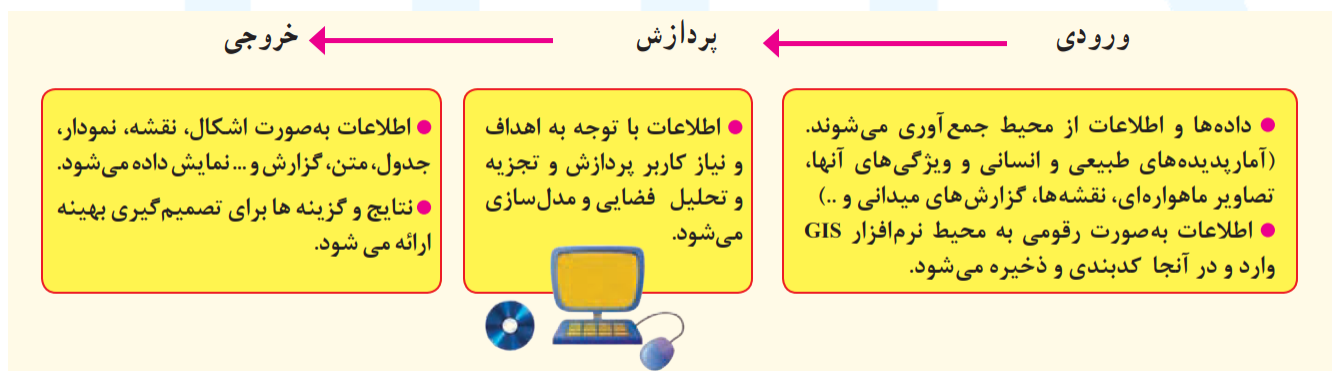 ورودی
پردازش
خروجی
● داده‌ها و اطلاعات از محیط جمع‌آوری می‌شوند.
(آمارپدیده‌های طبیعی و انسانی و ویژگی‌های آنها،
تصاویر ماهواره‌ای، نقشه‌ها، گزارش‌های میدانی و ..)
● اطلاعات به‌صورت رقومی به محیط نرم‌افزار GIS
وارد و در آنجا کدبندی و ذخیره می‌شود.
● اطلاعات با توجه به اهداف
و نیاز کاربر پردازش و تجزیه
و تحلیل فضایی و مدل‌سازی
می‌شود.
● اطلاعات به‌صورت اشکال، نقشه، نمودار،
جدول، متن، گزارش و... نمایش داده می‌شود.
● نتایج و گزینه ها برای تصمیم‌گیری بهینه
ارائه می شود.